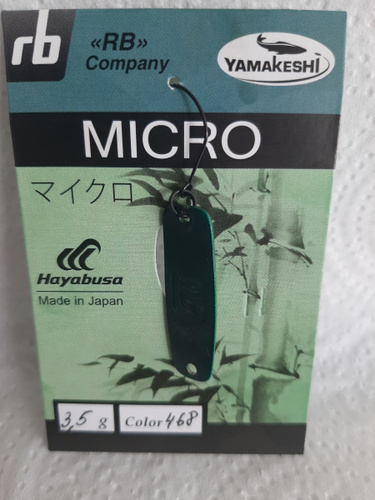 rb
«RB»
Company
YAMAKESHI
MICRO
マイクロ
Hayabusa
Made in Japan
3,5 g
Color 468